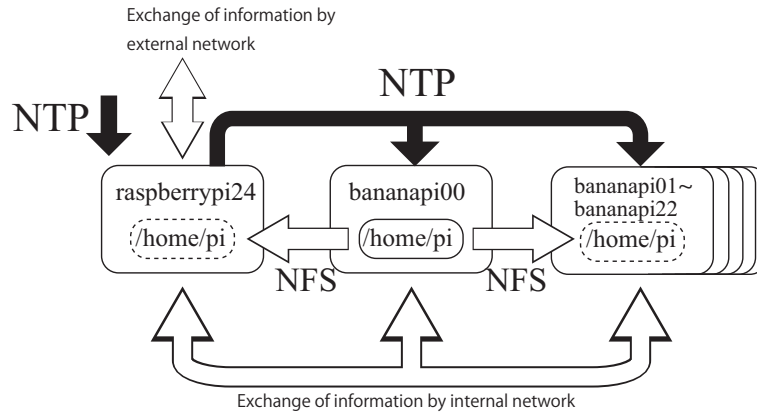 Exchange of information by
external network
NTP
NTP
raspberrypi24
/home/pi
bananapi00
/home/pi
bananapi01~
bananapi22
/home/pi
NFS
NFS
Exchange of information by internal network